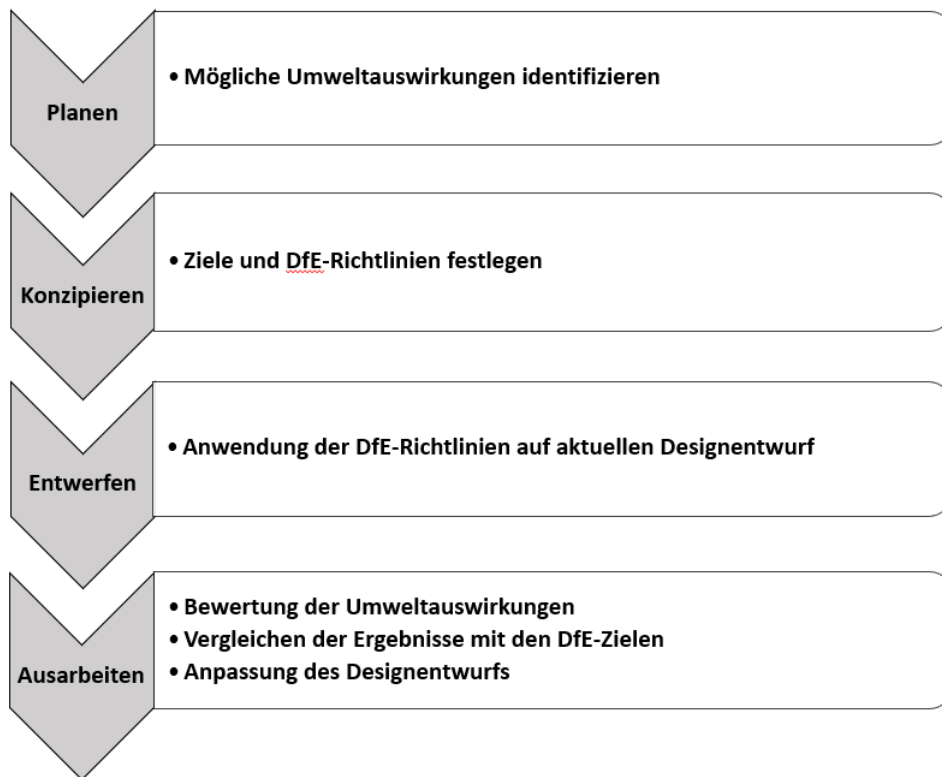 Planen
• Mögliche Umweltauswirkungen identifizieren
Konzipieren
• Ziele und DfE-Richtlinien festlegen
Entwerfen
• Anwendung der DfE-Richtlinien auf aktuellen Designentwurf
Ausarbeiten
• Bewertung der Umweltauswirkungen
• Vergleichen der Ergebnisse mit den DfE-Zielen
• Anpassung des Designentwurfs